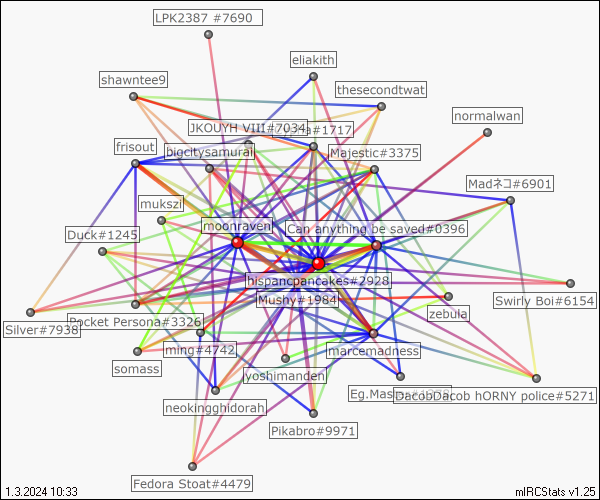 LPK2387 #7690
eliakith
shawntee9
thesecondtwat
normalwan
JKOUYH VIII#7034
a#1717
frisout
biocitysamurai
Majestic#3375
Madネコ#6901
mukszi
moonraven
Can anything be saved#0396
Duck#1245
hispancpancakes#2928
Mushy#1984
Swirly Boi#6154
zebula
Silver#7938
Pocket Persona#3326
ming#4742
marcemadness
somass
yoshimanden
Eg.Mas
DacobDacob hORNY police#5271
neokingghidorah
Pikabro#9971
Fedora Stoat#4479
1.3.2024 10:33
mIRCStats v1.25